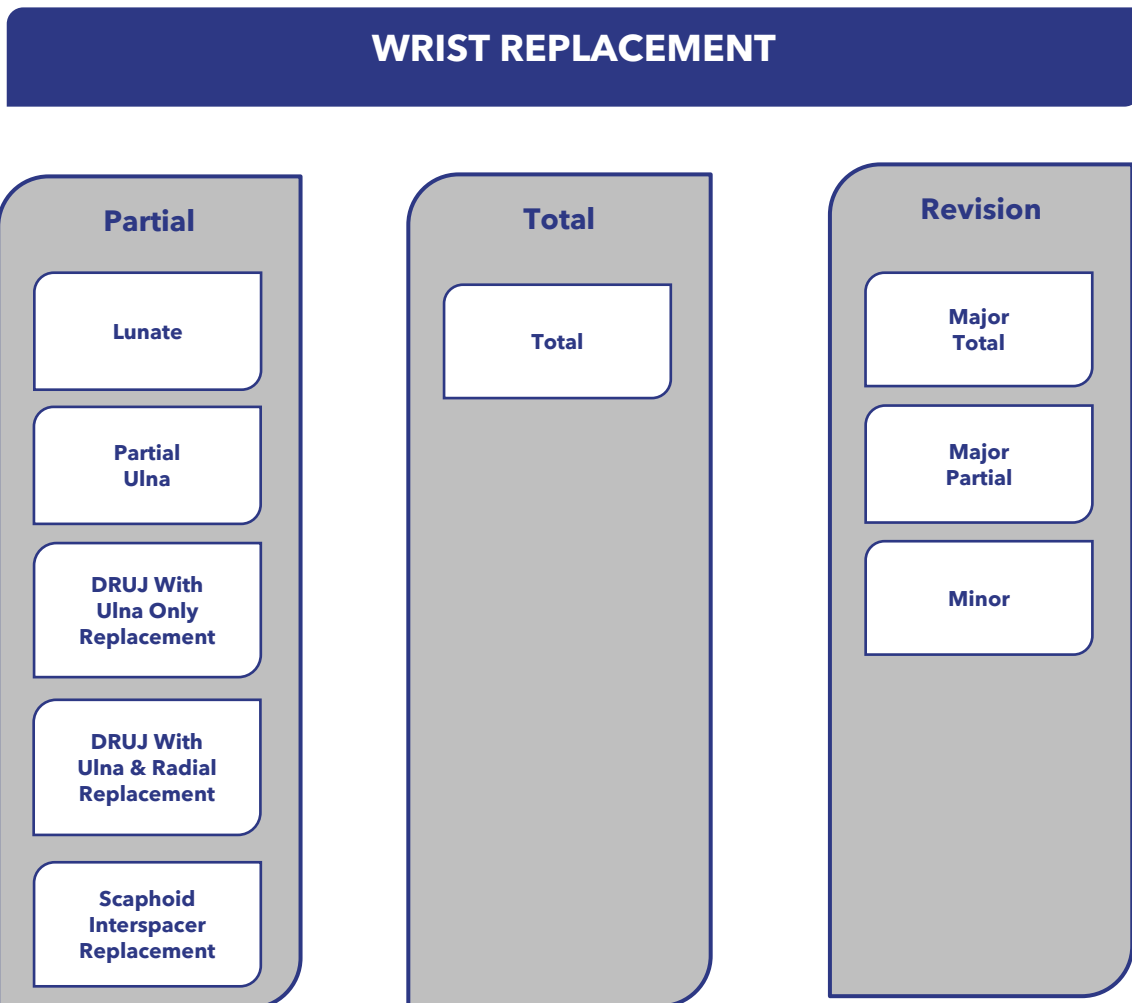 WRIST REPLACEMENT
Partial
Lunate
Partial
Ulna
DRUJ With
Ulna Only
Replacement
DRUJ With
Ulna & Radial
Replacement
Scaphoid
Interspacer
Replacement
Total
Total
Revision
Major
Total
Major
Partial
Minor